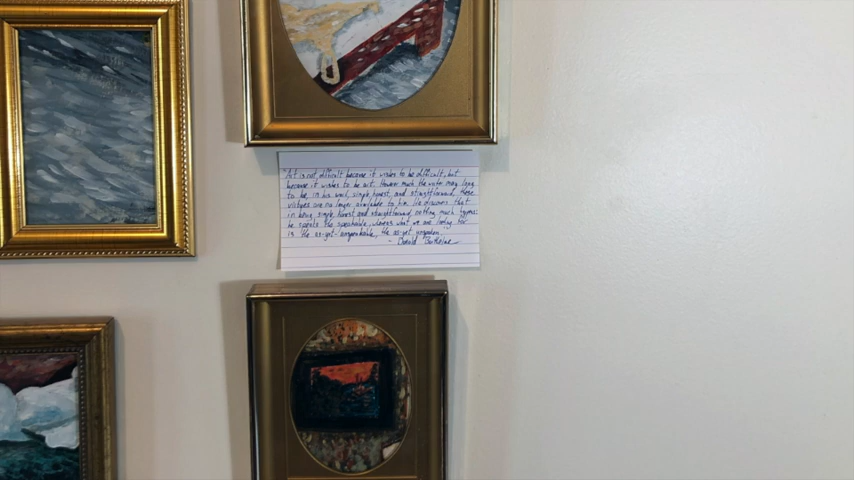 "Art is not difficult because it wishes to be difficult, but
because it wishes to be art. However much the writer may long
to be, in his work, simple, honest, and straightforward, these
virtues are no longer available to him. He discovers that
in being simple, honest, and straightforward, nothing much happens:
he speaks the speakable, whereas what we are looking for
is the as-yet-unspeakable, the as-yet unspoken."
- Donald Barthelme